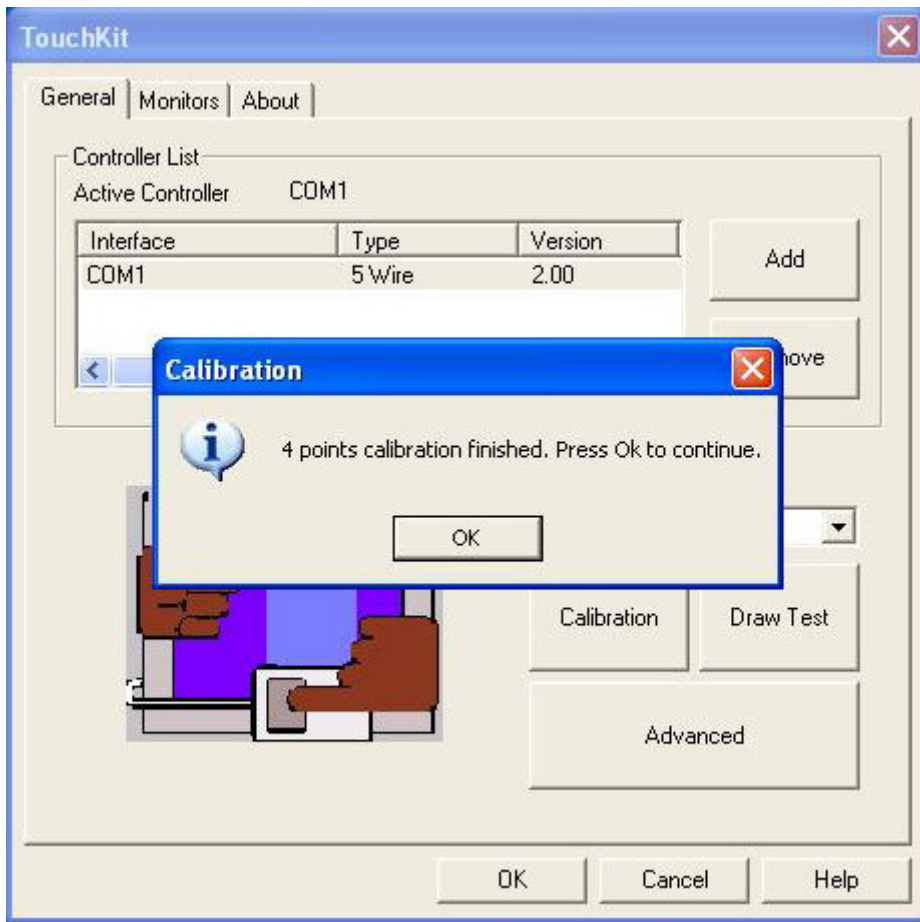 TouchKit
General Monitors About
Controller List
Active Controller COM1
Interface Type Version
COM1 5 Wire 2.00
Add
Calibration
4 points calibration finished. Press Ok to continue.
OK
Calibration Draw Test
Advanced
OK Cancel Help